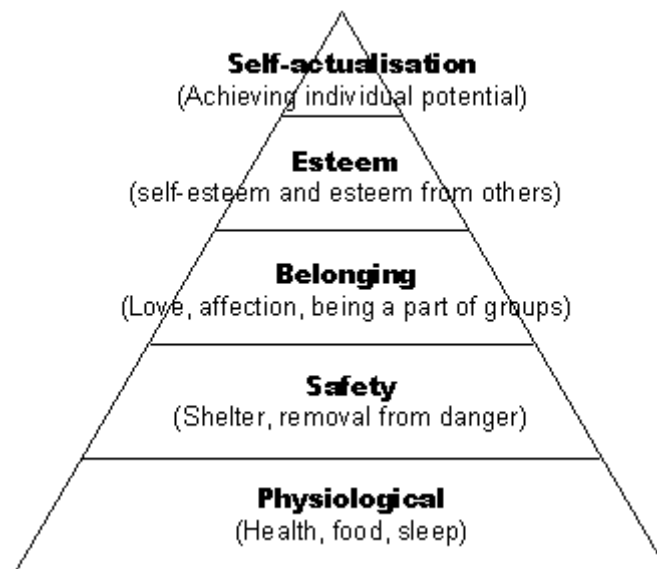 Self-actualisation
(Achieving individual potential)
Esteem
(self-esteem and esteem from others)
Belonging
(Love, affection, being a part of groups)
Safety
(Shelter, removal from danger)
Physiological
(Health, food, sleep)